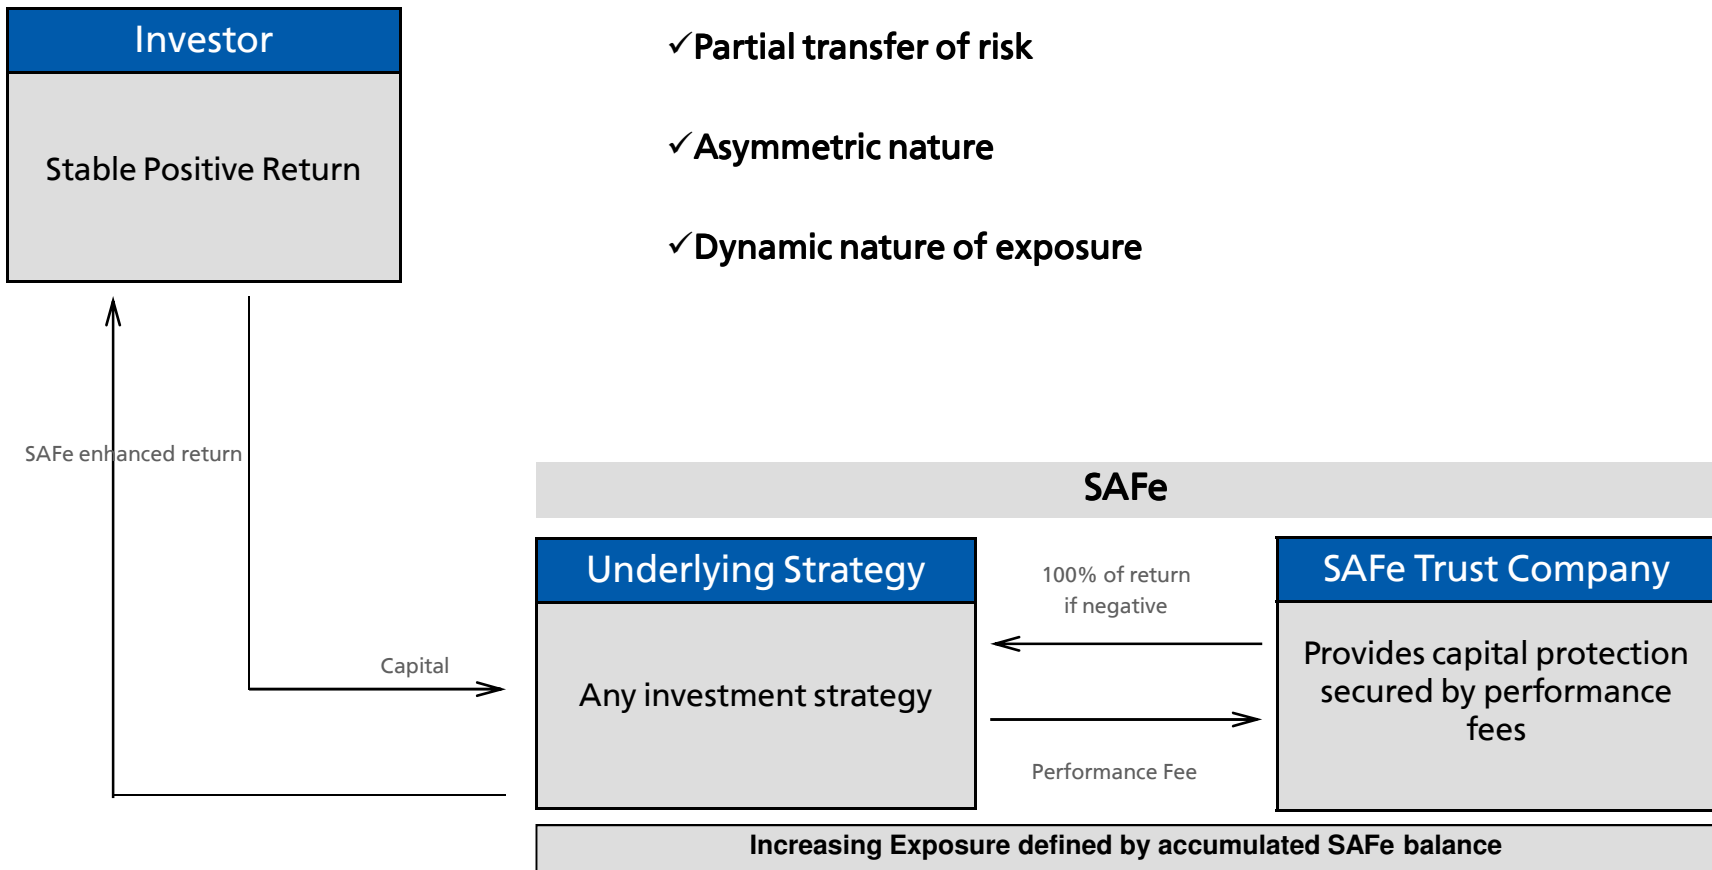 Investor
Stable Positive Return
✓Partial transfer of risk
✓Asymmetric nature
✓Dynamic nature of exposure
SAFe enhanced return
Capital
SAFe
Underlying Strategy
Any investment strategy
100% of return
if negative
Performance Fee
SAFe Trust Company
Provides capital protection
secured by performance
fees
Increasing Exposure defined by accumulated SAFe balance